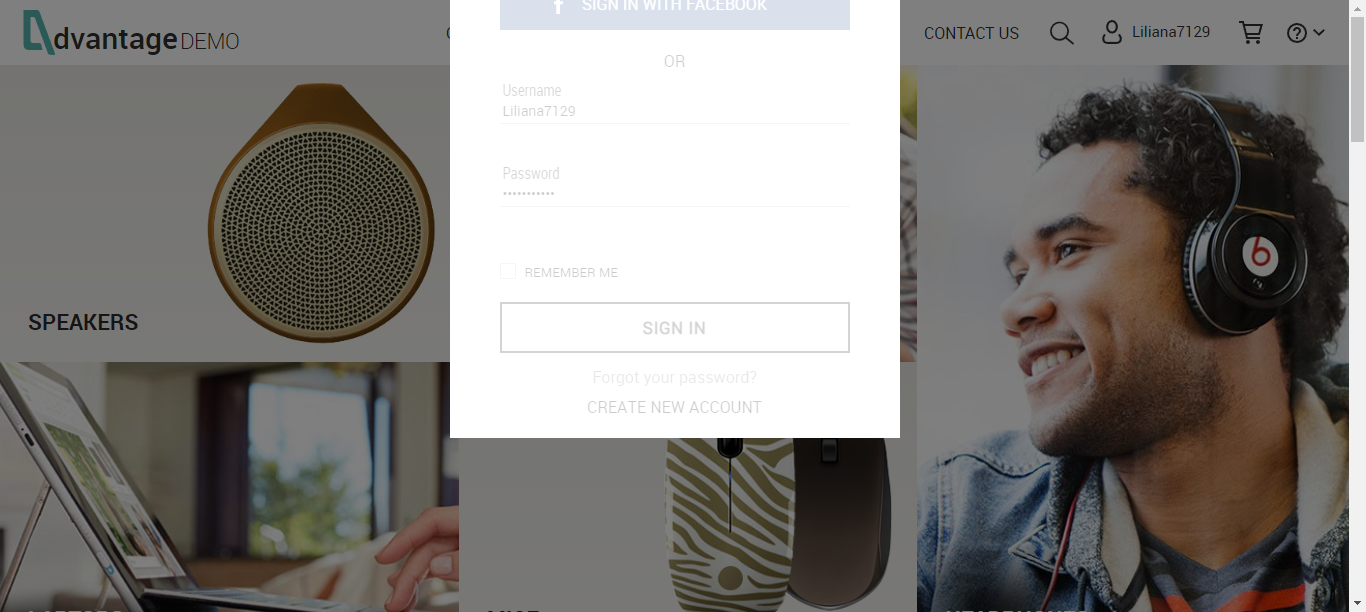 SIGN IN WITH FACEBOOK
dvantage DEMO
CONTACT US
Liliana7129
OR
Username
Liliana7129
Password
•••••••••••
REMEMBER ME
SPEAKERS
SIGN IN
Forgot your password?
CREATE NEW ACCOUNT